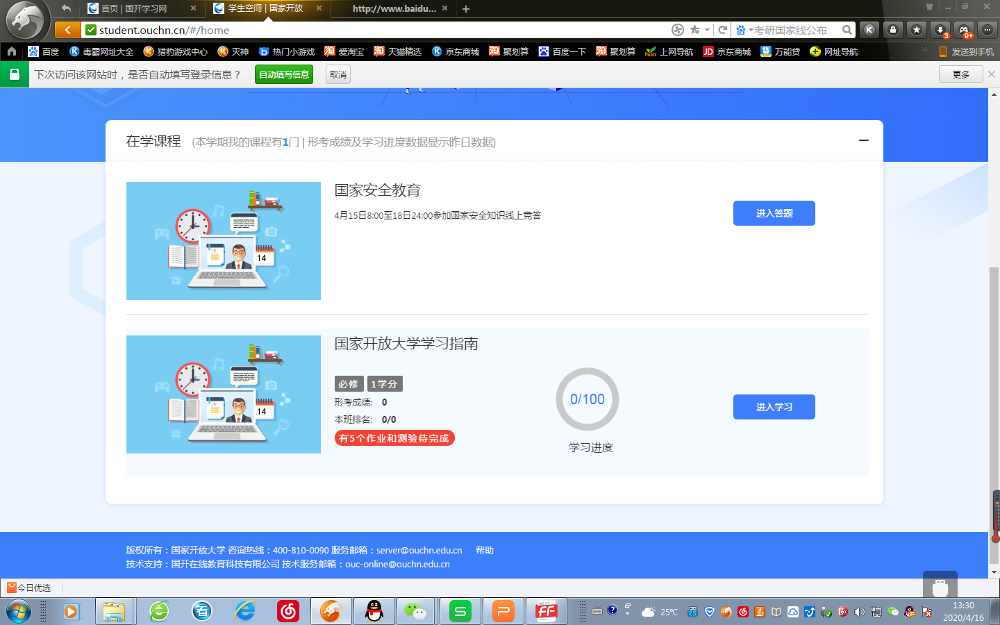 首页 | 国开学习网
学生空间 | 国家开放
http://www.baidu...
student.ouchn.cn/#/home
考研国家线公布
3
9+
百度
毒霸网址大全
猎豹游戏中心
灭神
热门小游戏
爱淘宝
天猫精选
京东商城
聚划算
百度一下
聚划算
上网导航
京东商城
万能贷
网址导航
发送到手机
下次访问该网站时，是否自动填写登录信息？
自动填写信息
取消
更多
在学课程 (本学期我的课程有1门 | 形考成绩及学习进度数据显示昨日数据)
国家安全教育
4月15日8:00至18日24:00参加国家安全知识线上竞答
进入答题
14
国家开放大学学习指南
必修 1学分
形考成绩: 0
本班排名: 0/0
有5个作业和测验待完成
0/100
学习进度
进入学习
14
版权所有：国家开放大学 咨询热线：400-810-0090 服务邮箱：server@ouchn.edu.cn 帮助
技术支持：国开在线教育科技有限公司 技术服务邮箱：ouc-online@ouchn.edu.cn
今日优选
25℃
13:30
2020/4/16